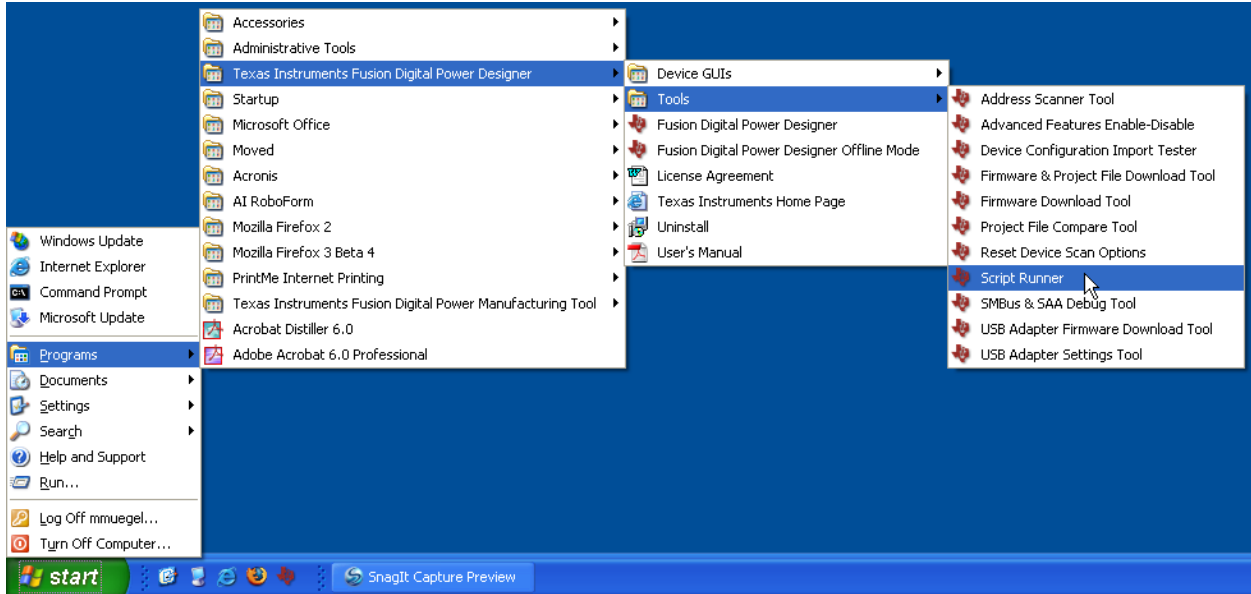 Accessories
Administrative Tools
Texas Instruments Fusion Digital Power Designer
Startup
Microsoft Office
Moved
Acronis
AI RoboForm
Mozilla Firefox 2
Mozilla Firefox 3 Beta 4
PrintMe Internet Printing
Texas Instruments Fusion Digital Power Manufacturing Tool
Acrobat Distiller 6.0
Adobe Acrobat 6.0 Professional
Device GUIs
Tools
Fusion Digital Power Designer
Fusion Digital Power Designer Offline Mode
License Agreement
Texas Instruments Home Page
Uninstall
User's Manual
Address Scanner Tool
Advanced Features Enable-Disable
Device Configuration Import Tester
Firmware & Project File Download Tool
Firmware Download Tool
Project File Compare Tool
Reset Device Scan Options
Script Runner
SMBus & SAA Debug Tool
USB Adapter Firmware Download Tool
USB Adapter Settings Tool
Windows Update
Internet Explorer
Command Prompt
Microsoft Update
Programs
Documents
Settings
Search
Help and Support
Run...
Log Off mmuegel...
Turn Off Computer...
start
SnagIt Capture Preview